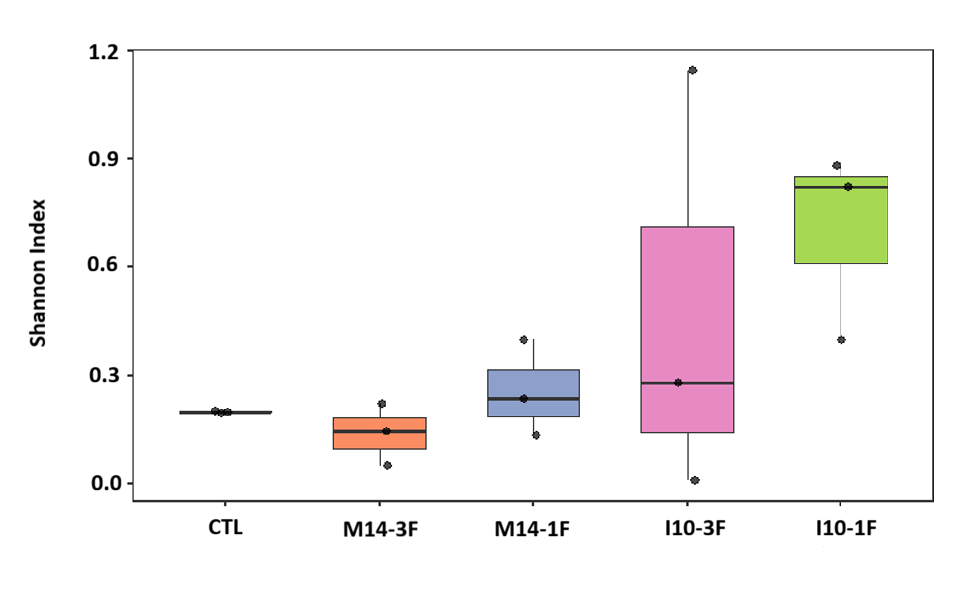 1.2
0.9
0.6
0.3
0.0
Shannon Index
CTL
M14-3F
M14-1F
I10-3F
I10-1F